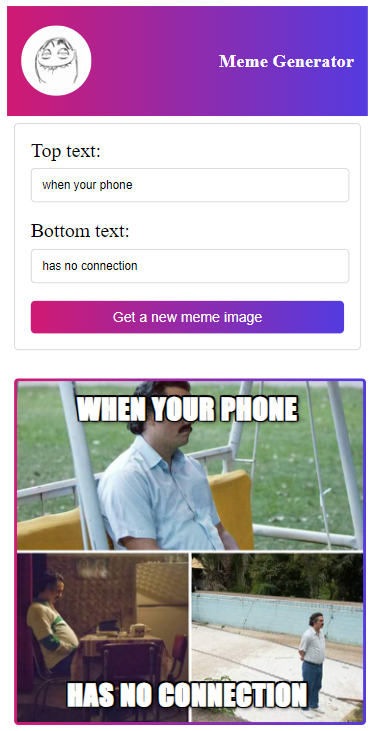 Meme Generator
Top text:
when your phone
Bottom text:
has no connection
Get a new meme image
WHEN YOUR PHONE
HAS NO CONNECTION